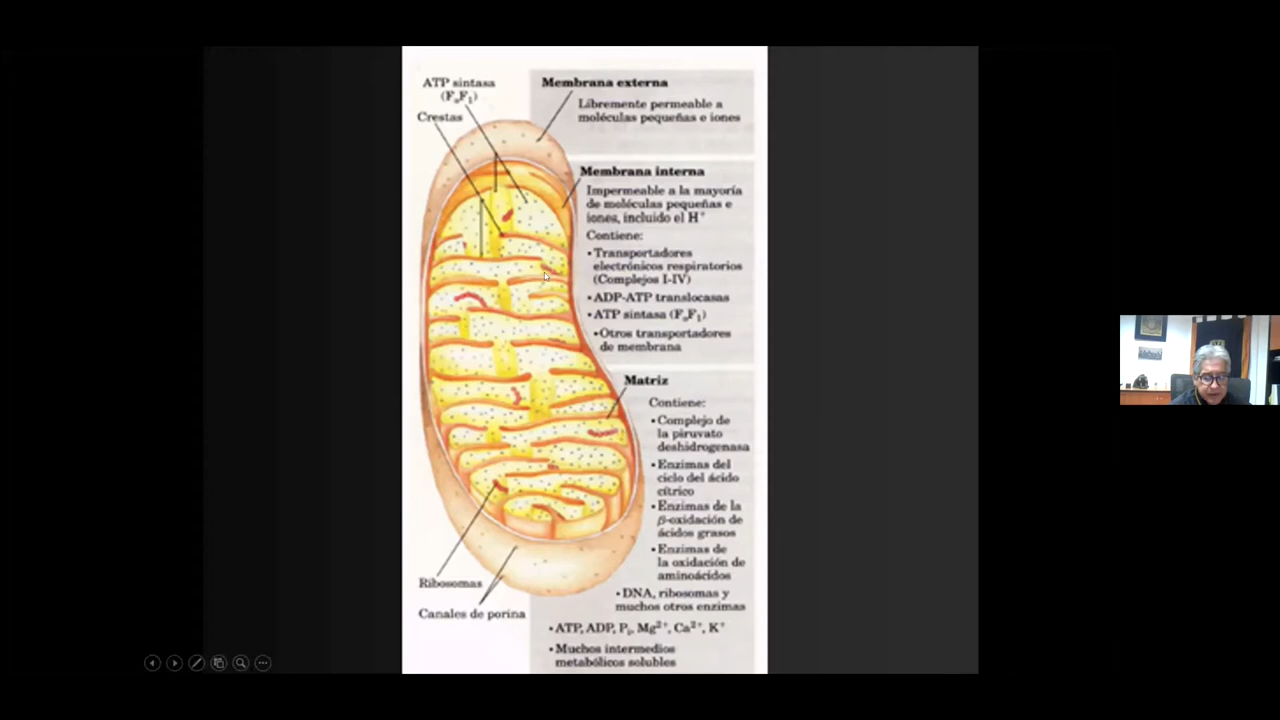 ATP sintasa
(FₒF₁)
Crestas
Membrana externa
Libremente permeable a
moléculas pequeñas e iones
Membrana interna
Impermeable a la mayoría
de moléculas pequeñas e
iones, incluido el H⁺
Contiene:
• Transportadores
electrónicos respiratorios
(Complejos I-IV)
• ADP-ATP translocasas
• ATP sintasa (FₒF₁)
• Otros transportadores
de membrana
Matriz
Contiene:
• Complejo de
la piruvato
deshidrogenasa
• Enzimas del
ciclo del ácido
cítrico
• Enzimas de la
β-oxidación de
ácidos grasos
• Enzimas de
la oxidación de
aminoácidos
• DNA, ribosomas y
muchos otros enzimas
• ATP, ADP, Pᵢ, Mg²⁺, Ca²⁺, K⁺
• Muchos intermedios
metabólicos solubles
Ribosomas
Canales de porina